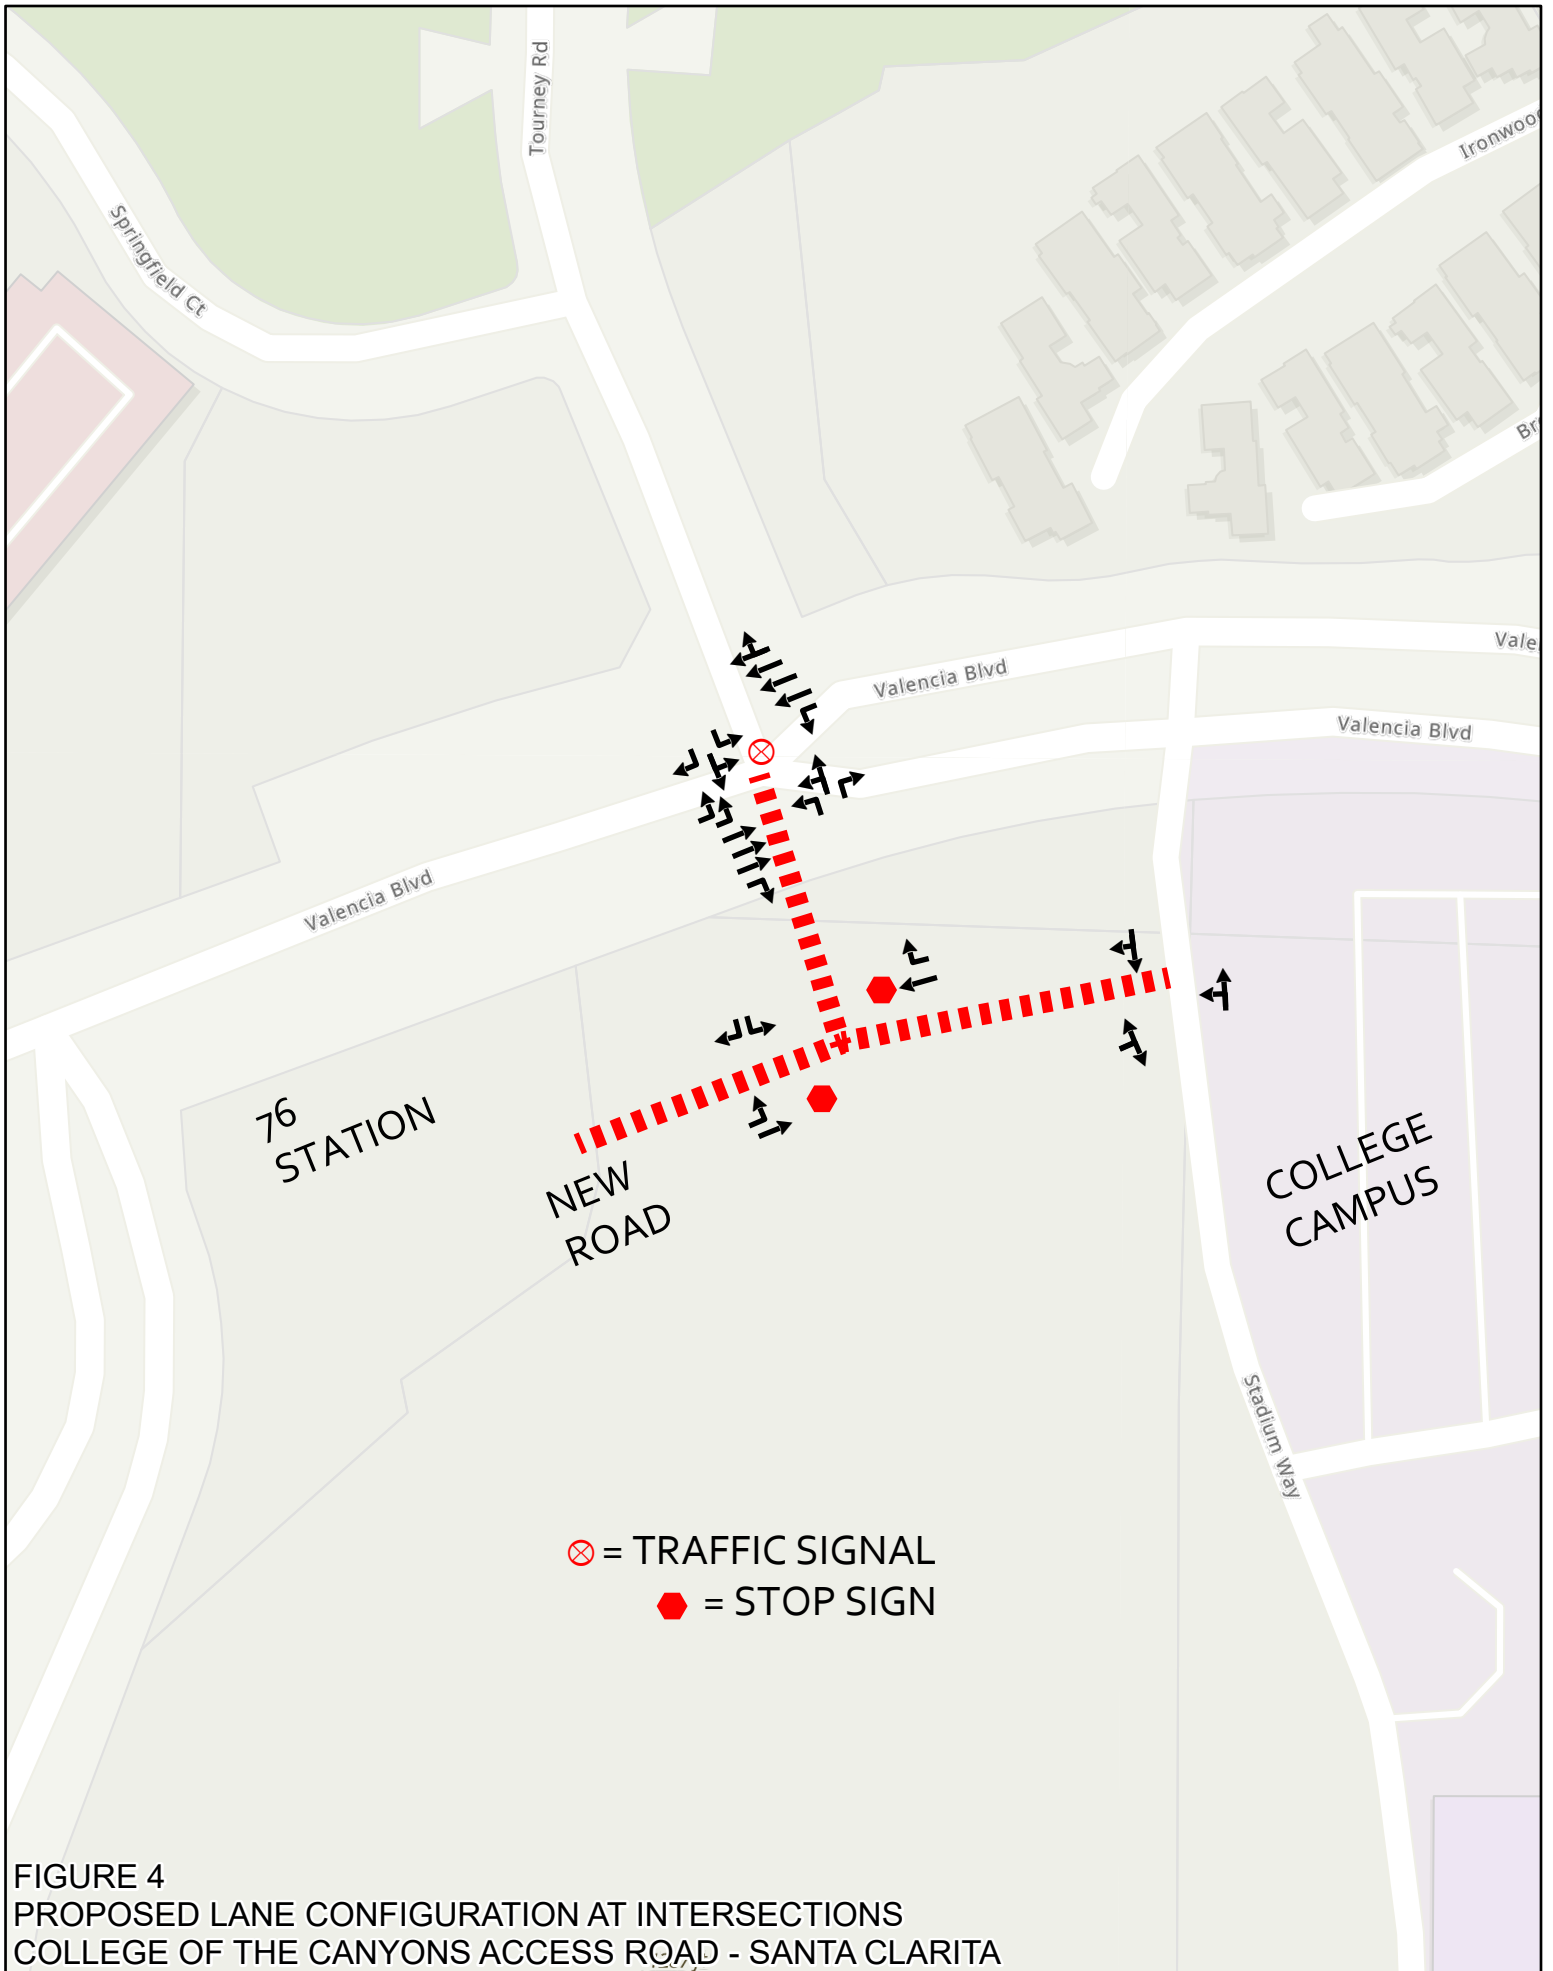 Tourney Rd
Ironwoo
Springfield Ct
Valencia Blvd
Vale
Valencia Blvd
Valencia Blvd
76
STATION
NEW
ROAD
COLLEGE
CAMPUS
Stadium Way
= TRAFFIC SIGNAL
= STOP SIGN
FIGURE 4
PROPOSED LANE CONFIGURATION AT INTERSECTIONS
COLLEGE OF THE CANYONS ACCESS ROAD - SANTA CLARITA